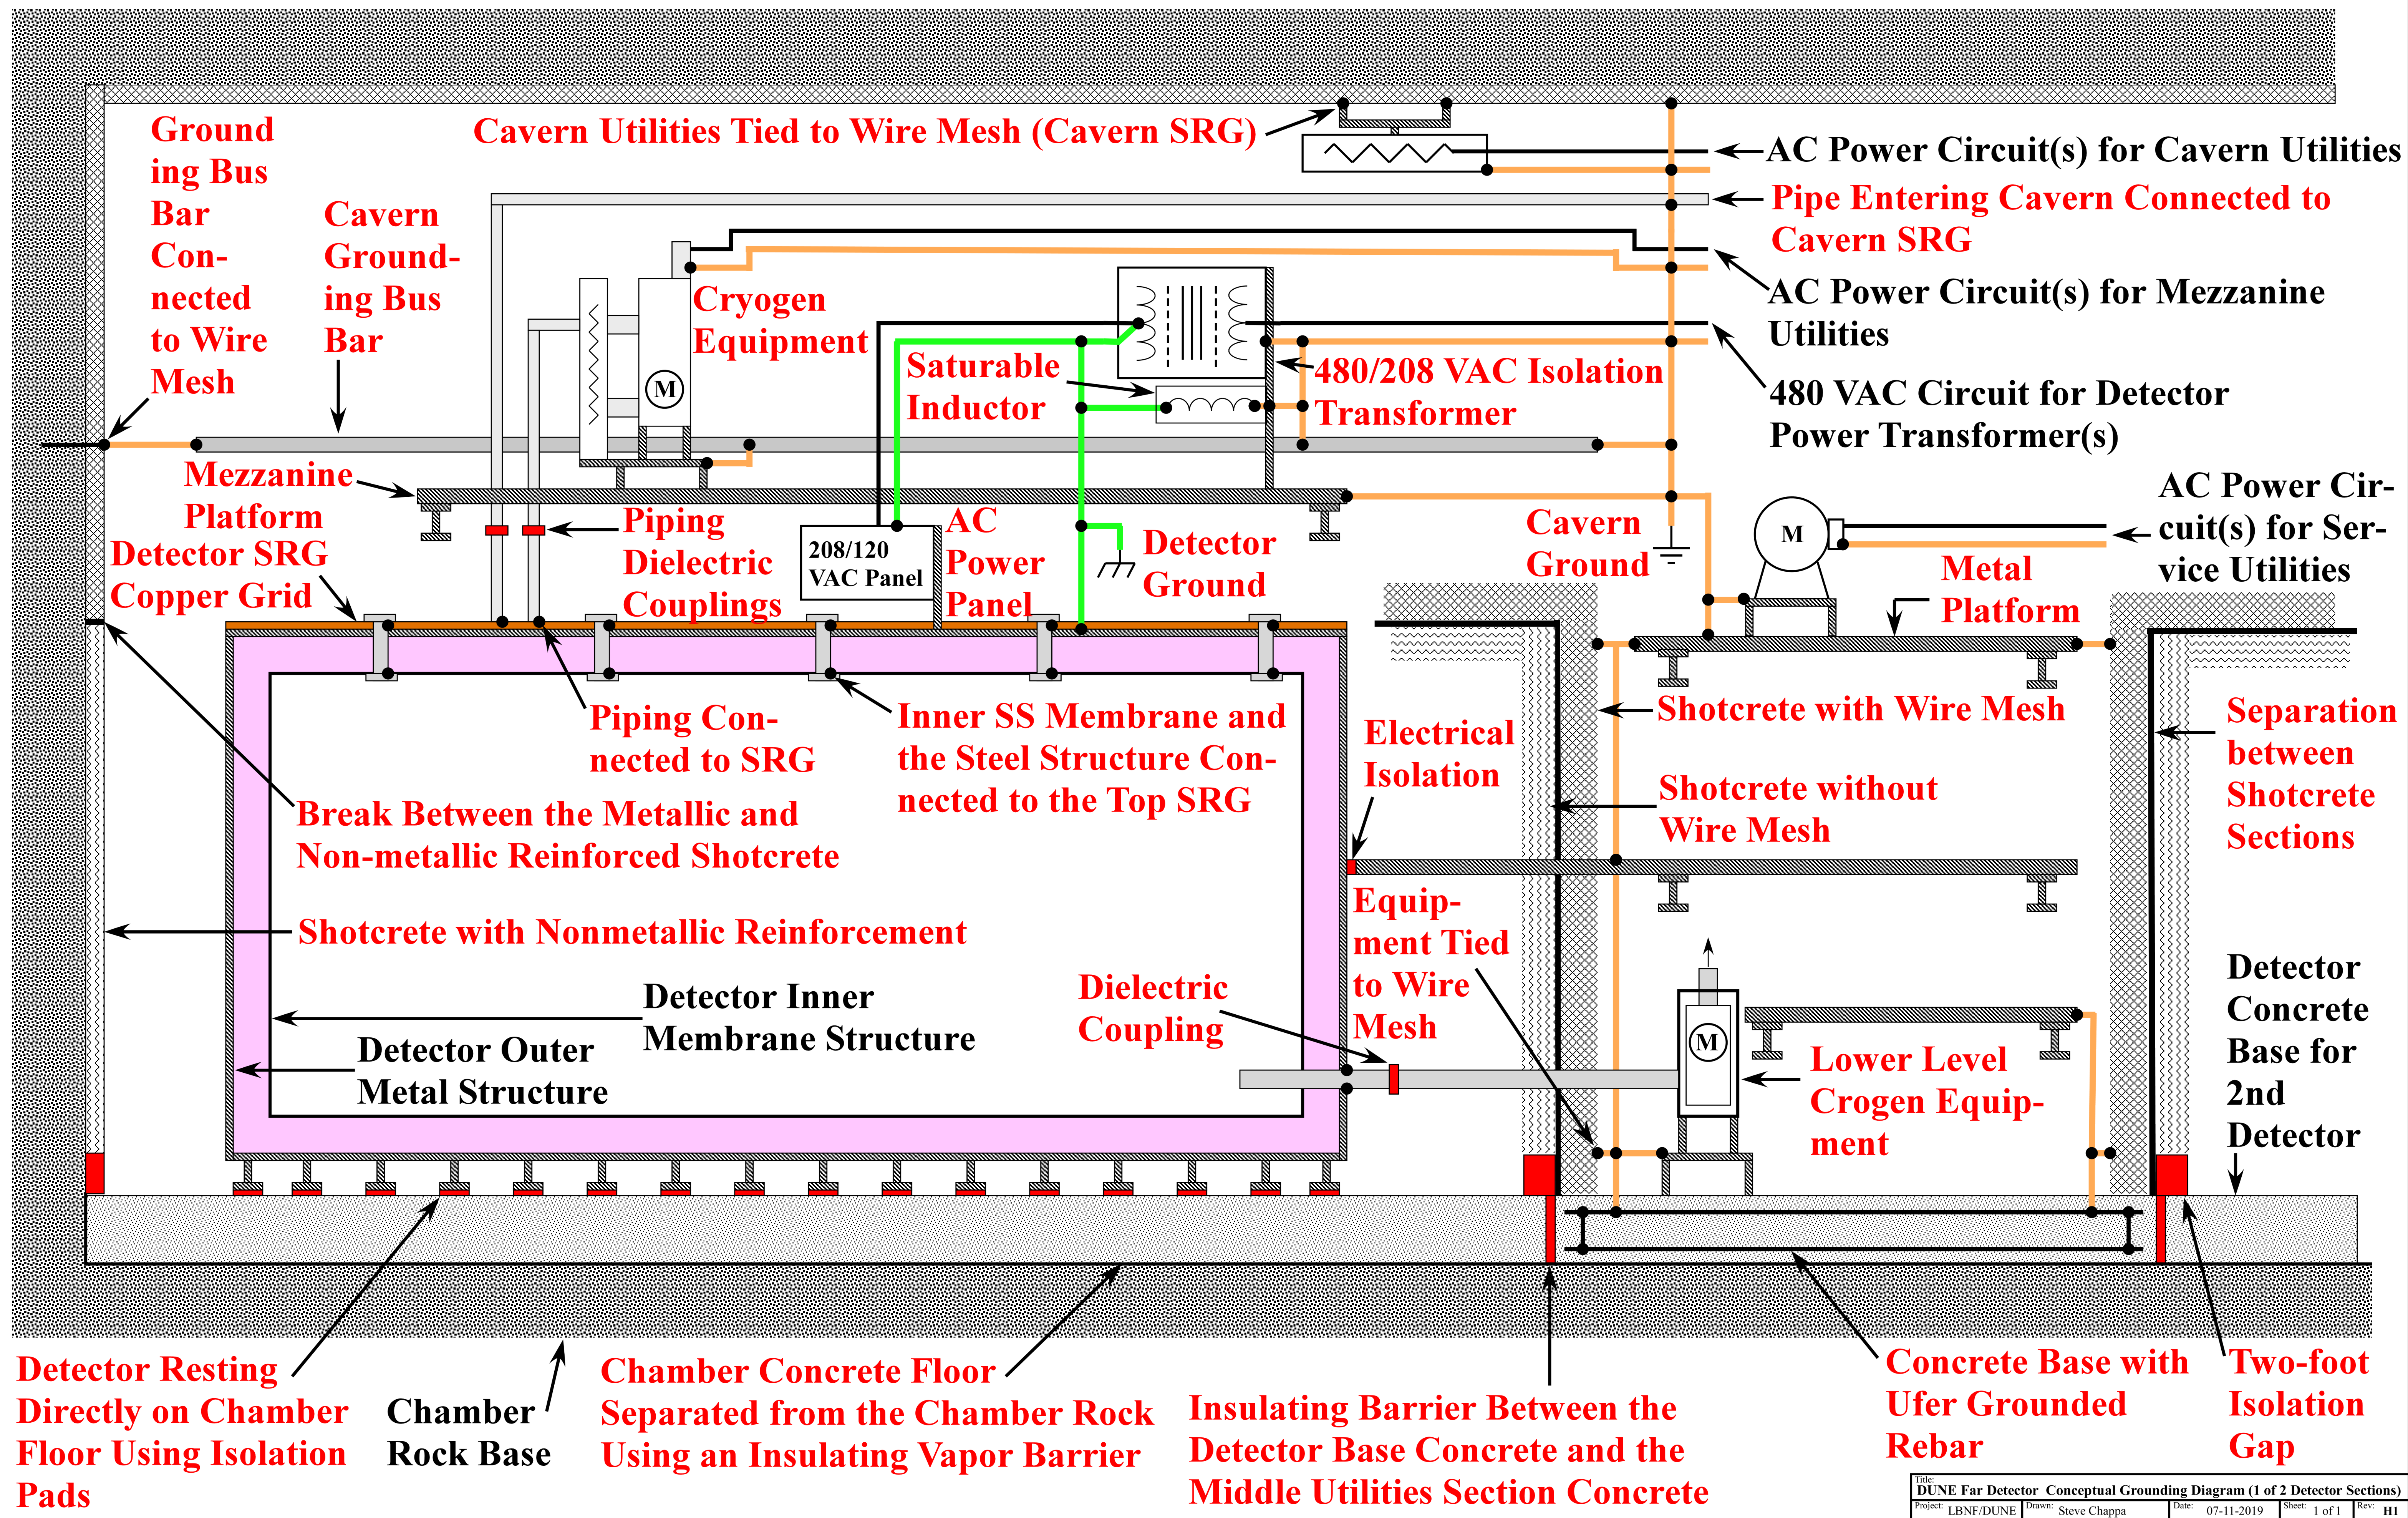 Ground
ing Bus
Bar
Con-
nected
to Wire
Mesh
Cavern
Ground-
ing Bus
Bar
Cavern Utilities Tied to Wire Mesh (Cavern SRG)
AC Power Circuit(s) for Cavern Utilities
Pipe Entering Cavern Connected to
Cavern SRG
AC Power Circuit(s) for Mezzanine
Utilities
480 VAC Circuit for Detector
Power Transformer(s)
Cryogen
Equipment
M
Saturable
Inductor
480/208 VAC Isolation
Transformer
Mezzanine
Platform
Detector SRG
Copper Grid
Piping
Dielectric
Couplings
208/120
VAC Panel
AC
Power
Panel
Detector
Ground
Cavern
Ground
M
AC Power Cir-
cuit(s) for Ser-
vice Utilities
Metal
Platform
Piping Con-
nected to SRG
Inner SS Membrane and
the Steel Structure Con-
nected to the Top SRG
Electrical
Isolation
Shotcrete with Wire Mesh
Shotcrete without
Wire Mesh
Separation
between
Shotcrete
Sections
Break Between the Metallic and
Non-metallic Reinforced Shotcrete
Shotcrete with Nonmetallic Reinforcement
Equip-
ment Tied
to Wire
Mesh
Detector Inner
Membrane Structure
Detector Outer
Metal Structure
Dielectric
Coupling
M
Lower Level
Crogen Equip-
ment
Detector
Concrete
Base for
2nd
Detector
Detector Resting
Directly on Chamber
Floor Using Isolation
Pads
Chamber
Rock Base
Chamber Concrete Floor
Separated from the Chamber Rock
Using an Insulating Vapor Barrier
Insulating Barrier Between the
Detector Base Concrete and the
Middle Utilities Section Concrete
Concrete Base with
Ufer Grounded
Rebar
Two-foot
Isolation
Gap
Title:
DUNE Far Detector Conceptual Grounding Diagram (1 of 2 Detector Sections)
Project: LBNF/DUNE Drawn: Steve Chappa Date: 07-11-2019 Sheet: 1 of 1 Rev: H1